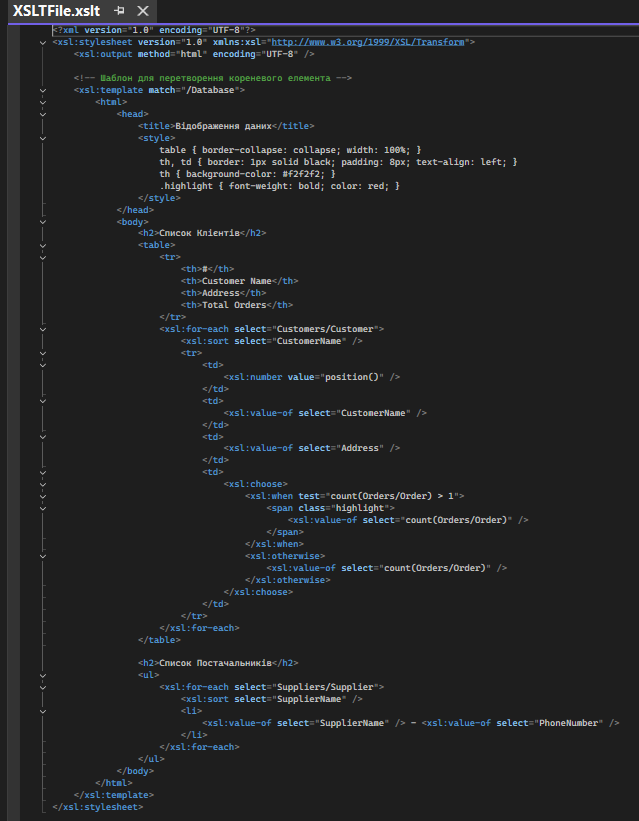 XSLTFile.xslt
<?xml version="1.0" encoding="UTF-8"?>
<xsl:stylesheet version="1.0" xmlns:xsl="http://www.w3.org/1999/XSL/Transform">
    <xsl:output method="html" encoding="UTF-8" />

    <!-- Шаблон для перетворення кореневого елемента -->
    <xsl:template match="/Database">
        <html>
            <head>
                <title>Відображення даних</title>
                <style>
                    table { border-collapse: collapse; width: 100%; }
                    th, td { border: 1px solid black; padding: 8px; text-align: left; }
                    th { background-color: #f2f2f2; }
                    .highlight { font-weight: bold; color: red; }
                </style>
            </head>
            <body>
                <h2>Список Клієнтів</h2>
                <table>
                    <tr>
                        <th>#</th>
                        <th>Customer Name</th>
                        <th>Address</th>
                        <th>Total Orders</th>
                    </tr>
                    <xsl:for-each select="Customers/Customer">
                        <xsl:sort select="CustomerName" />
                        <tr>
                            <td>
                                <xsl:number value="position()" />
                            </td>
                            <td>
                                <xsl:value-of select="CustomerName" />
                            </td>
                            <td>
                                <xsl:value-of select="Address" />
                            </td>
                            <td>
                                <xsl:choose>
                                    <xsl:when test="count(Orders/Order) > 1">
                                        <span class="highlight">
                                            <xsl:value-of select="count(Orders/Order)" />
                                        </span>
                                    </xsl:when>
                                    <xsl:otherwise>
                                        <xsl:value-of select="count(Orders/Order)" />
                                    </xsl:otherwise>
                                </xsl:choose>
                            </td>
                        </tr>
                    </xsl:for-each>
                </table>

                <h2>Список Постачальників</h2>
                <ul>
                    <xsl:for-each select="Suppliers/Supplier">
                        <xsl:sort select="SupplierName" />
                        <li>
                            <xsl:value-of select="SupplierName" /> - <xsl:value-of select="PhoneNumber" />
                        </li>
                    </xsl:for-each>
                </ul>
            </body>
        </html>
    </xsl:template>
</xsl:stylesheet>